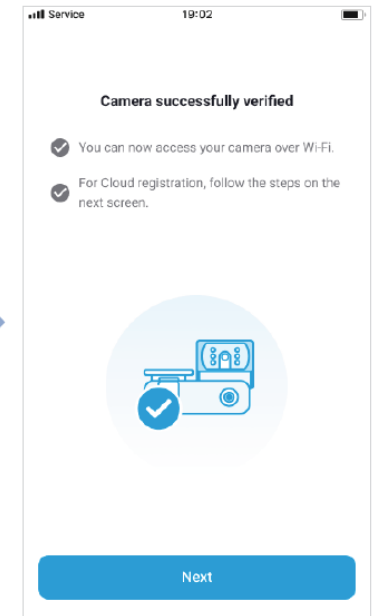 Service 19:02
Camera successfully verified
You can now access your camera over Wi-Fi.
For Cloud registration, follow the steps on the
next screen.
Next